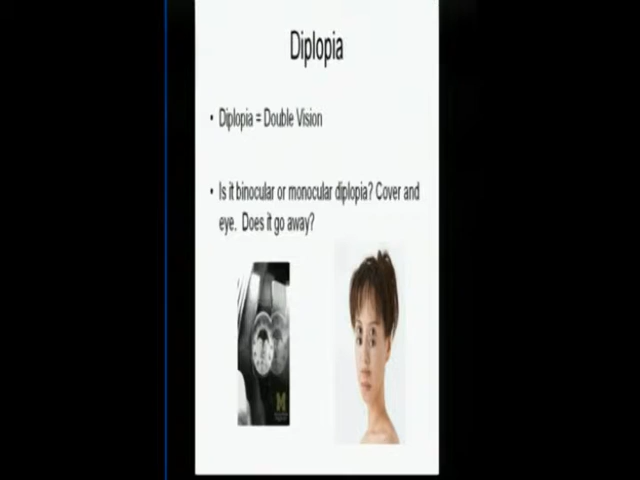 Diplopia
• Diplopia = Double Vision
• Is it binocular or monocular diplopia? Cover and
eye. Does it go away?
M